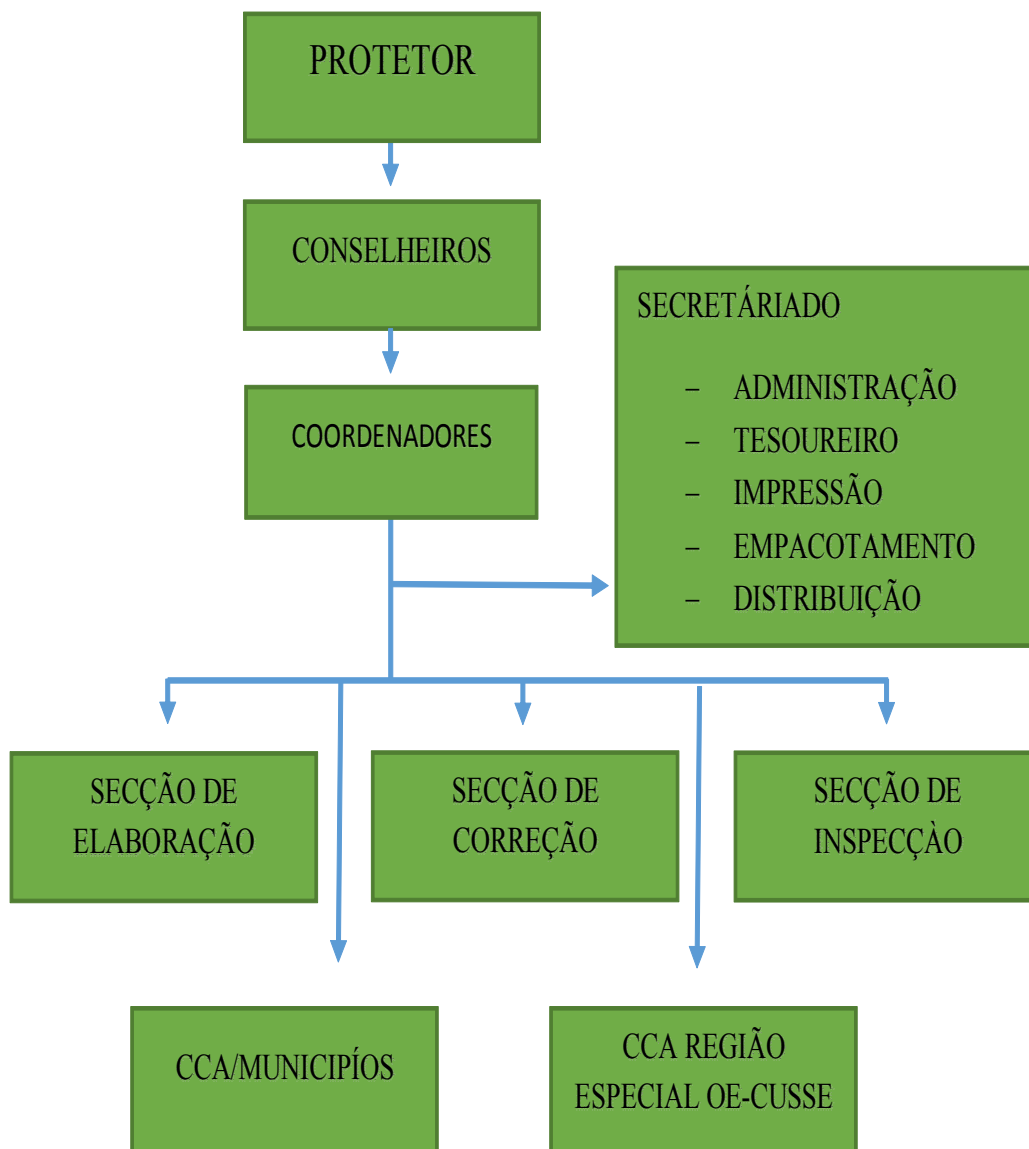 PROTETOR
CONSELHEIROS
COORDENADORES
SECRETÁRIADO
– ADMINISTRAÇÃO
– TESOUREIRO
– IMPRESSÃO
– EMPACOTAMENTO
– DISTRIBUIÇÃO
SECÇÃO DE
ELABORAÇÃO
SECÇÃO DE
CORREÇÃO
SECÇÃO DE
INSPECÇÀO
CCA/MUNICIPÍOS
CCA REGIÃO
ESPECIAL OE-CUSSE